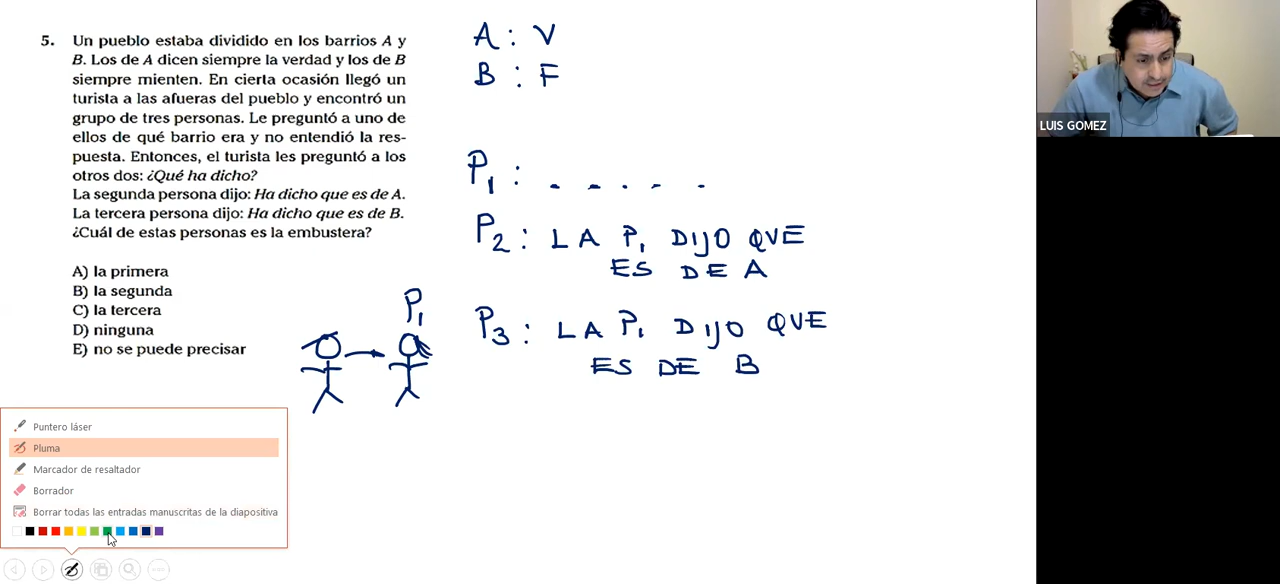 5. Un pueblo estaba dividido en los barrios A y
B. Los de A dicen siempre la verdad y los de B
siempre mienten. En cierta ocasión llegó un
turista a las afueras del pueblo y encontró un
grupo de tres personas. Le preguntó a uno de
ellos de qué barrio era y no entendió la res-
puesta. Entonces, el turista les preguntó a los
otros dos: ¿Qué ha dicho?
La segunda persona dijo: Ha dicho que es de A.
La tercera persona dijo: Ha dicho que es de B.
¿Cuál de estas personas es la embustera?
A) la primera
B) la segunda
C) la tercera
D) ninguna
E) no se puede precisar
A : V
B : F
P1 : . . . . .
P2 : LA P1 DIJO QUE
ES DE A
P3 : LA P1 DIJO QUE
ES DE B
P1
LUIS GOMEZ
Puntero láser
Pluma
Marcador de resaltador
Borrador
Borrar todas las entradas manuscritas de la diapositiva